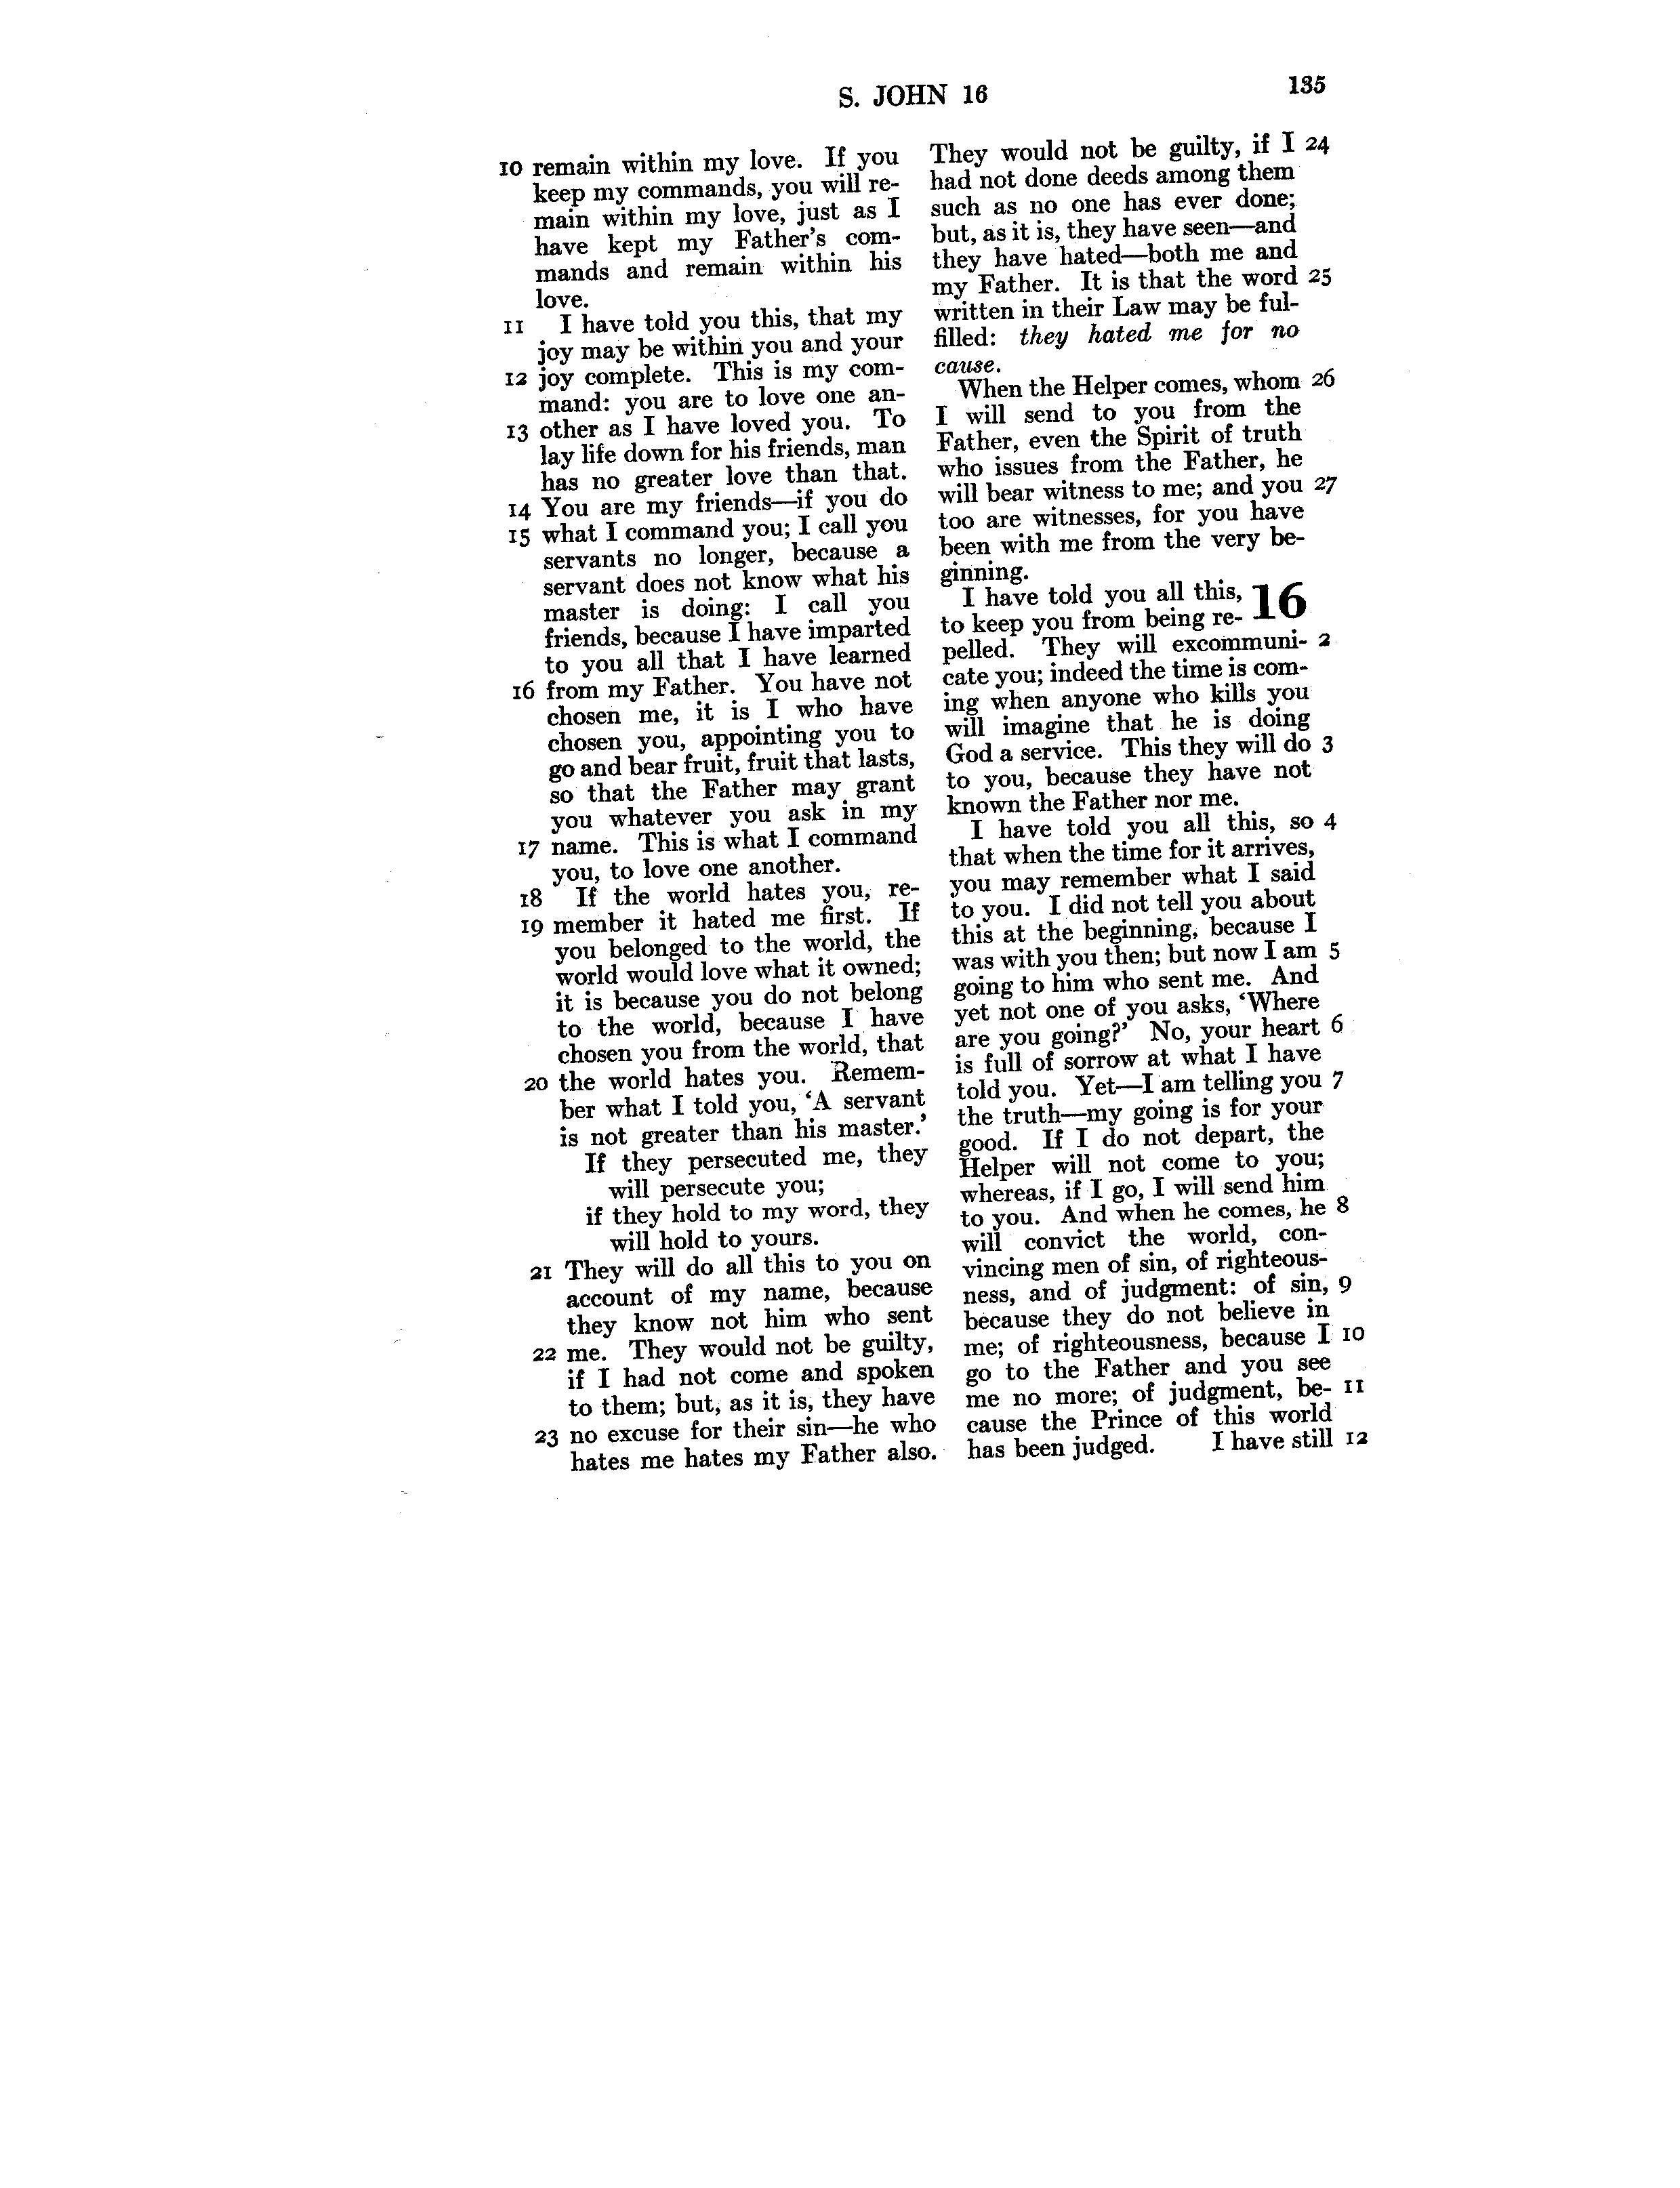 S. JOHN 16
135
10 remain within my love. If you
keep my commands, you will re-
main within my love, just as I
have kept my Father's com-
mands and remain within his
love.
11 I have told you this, that my
joy may be within you and your
12 joy complete. This is my com-
mand: you are to love one an-
13 other as I have loved you. To
lay life down for his friends, man
has no greater love than that.
14 You are my friends—if you do
15 what I command you; I call you
servants no longer, because a
servant does not know what his
master is doing: I call you
friends, because I have imparted
to you all that I have learned
16 from my Father. You have not
chosen me, it is I who have
chosen you, appointing you to
go and bear fruit, fruit that lasts,
so that the Father may grant
you whatever you ask in my
17 name. This is what I command
you, to love one another.
18 If the world hates you, re-
19 member it hated me first. If
you belonged to the world, the
world would love what it owned;
it is because you do not belong
to the world, because I have
chosen you from the world, that
20 the world hates you. Remem-
ber what I told you, ‘A servant
is not greater than his master.’
If they persecuted me, they
will persecute you;
if they hold to my word, they
will hold to yours.
21 They will do all this to you on
account of my name, because
they know not him who sent
22 me. They would not be guilty,
if I had not come and spoken
to them; but, as it is, they have
23 no excuse for their sin—he who
hates me hates my Father also.
They would not be guilty, if I 24
had not done deeds among them
such as no one has ever done;
but, as it is, they have seen—and
they have hated—both me and
my Father. It is that the word 25
written in their Law may be ful-
filled: they hated me for no
cause.
When the Helper comes, whom 26
I will send to you from the
Father, even the Spirit of truth
who issues from the Father, he
will bear witness to me; and you 27
too are witnesses, for you have
been with me from the very be-
ginning.
I have told you all this, 16
to keep you from being re-
pelled. They will excommuni- 2
cate you; indeed the time is com-
ing when anyone who kills you
will imagine that he is doing
God a service. This they will do 3
to you, because they have not
known the Father nor me.
I have told you all this, so 4
that when the time for it arrives,
you may remember what I said
to you. I did not tell you about
this at the beginning, because I
was with you then; but now I am 5
going to him who sent me. And
yet not one of you asks, ‘Where
are you going?’ No, your heart 6
is full of sorrow at what I have
told you. Yet—I am telling you 7
the truth—my going is for your
good. If I do not depart, the
Helper will not come to you;
whereas, if I go, I will send him
to you. And when he comes, he 8
will convict the world, con-
vincing men of sin, of righteous-
ness, and of judgment: of sin, 9
because they do not believe in
me; of righteousness, because I 10
go to the Father and you see
me no more; of judgment, be- 11
cause the Prince of this world
has been judged. I have still 12